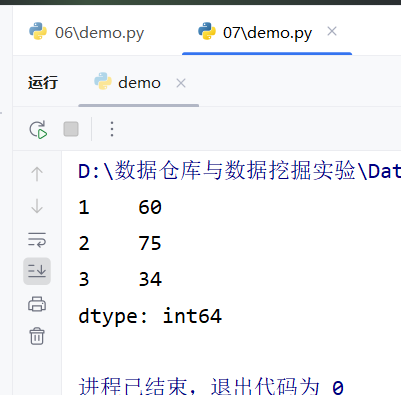 06\demo.py
07\demo.py
运行
demo
D:\数据仓库与数据挖掘实验\Dat
1    60
2    75
3    34
dtype: int64
进程已结束，退出代码为 0